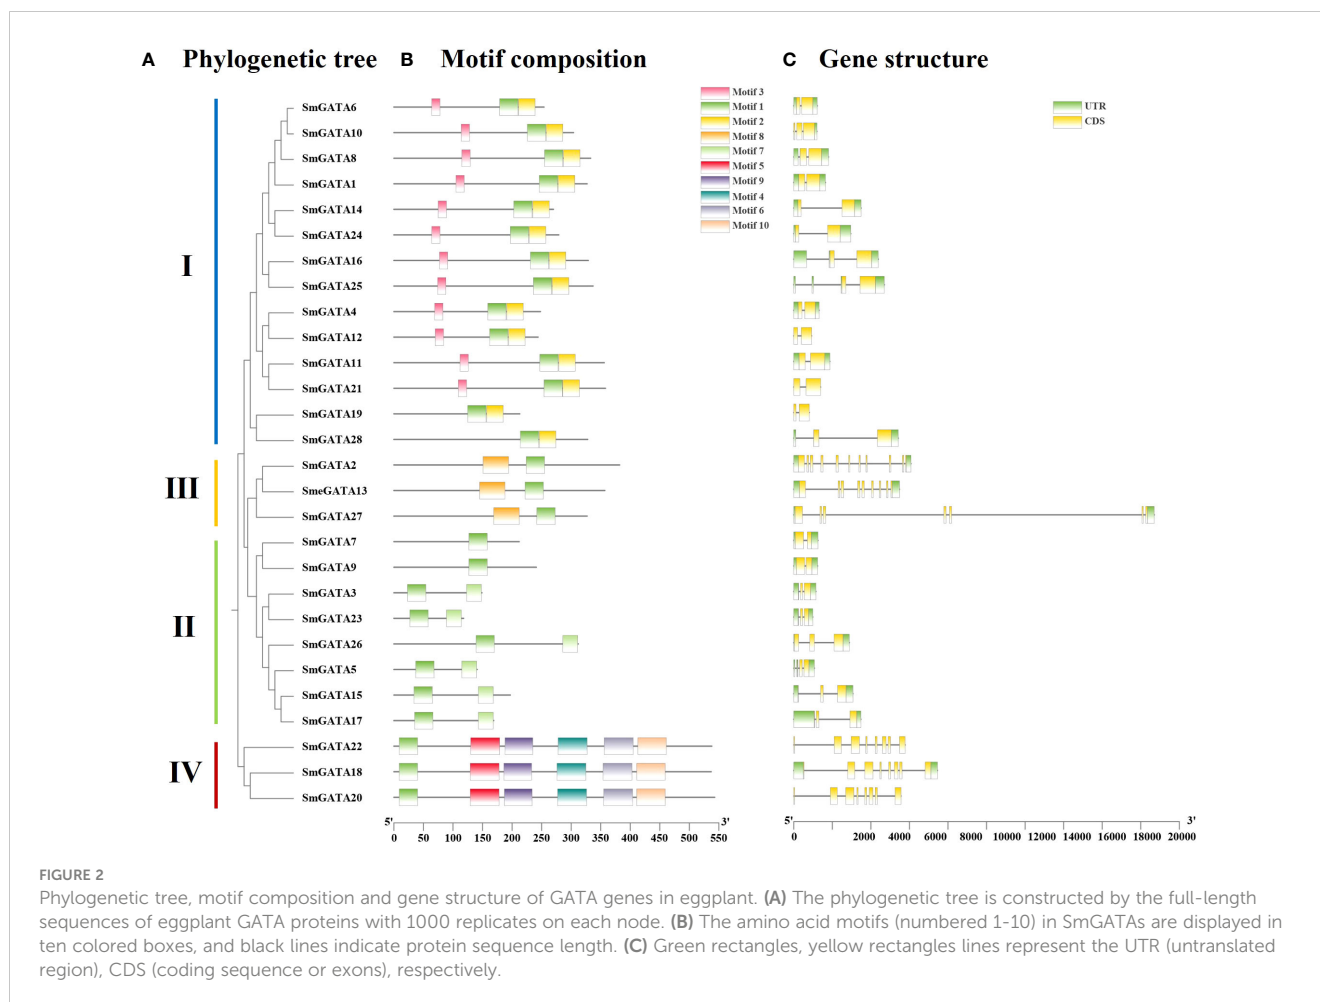 A Phylogenetic tree B Motif composition C Gene structure
I
III
II
IV
SmGATA6
SmGATA10
SmGATA8
SmGATA1
SmGATA14
SmGATA24
SmGATA16
SmGATA25
SmGATA4
SmGATA12
SmGATA11
SmGATA21
SmGATA19
SmGATA28
SmGATA2
SmeGATA13
SmGATA27
SmGATA7
SmGATA9
SmGATA3
SmGATA23
SmGATA26
SmGATA5
SmGATA15
SmGATA17
SmGATA22
SmGATA18
SmGATA20
Motif 3
Motif 1
Motif 2
Motif 8
Motif 7
Motif 5
Motif 9
Motif 4
Motif 6
Motif 10
UTR
CDS
5' 3'
0 50 100 150 200 250 300 350 400 450 500 550
5' 3'
0 2000 4000 6000 8000 10000 12000 14000 16000 18000 20000
FIGURE 2
Phylogenetic tree, motif composition and gene structure of GATA genes in eggplant. (A) The phylogenetic tree is constructed by the full-length
sequences of eggplant GATA proteins with 1000 replicates on each node. (B) The amino acid motifs (numbered 1-10) in SmGATAs are displayed in
ten colored boxes, and black lines indicate protein sequence length. (C) Green rectangles, yellow rectangles lines represent the UTR (untranslated
region), CDS (coding sequence or exons), respectively.